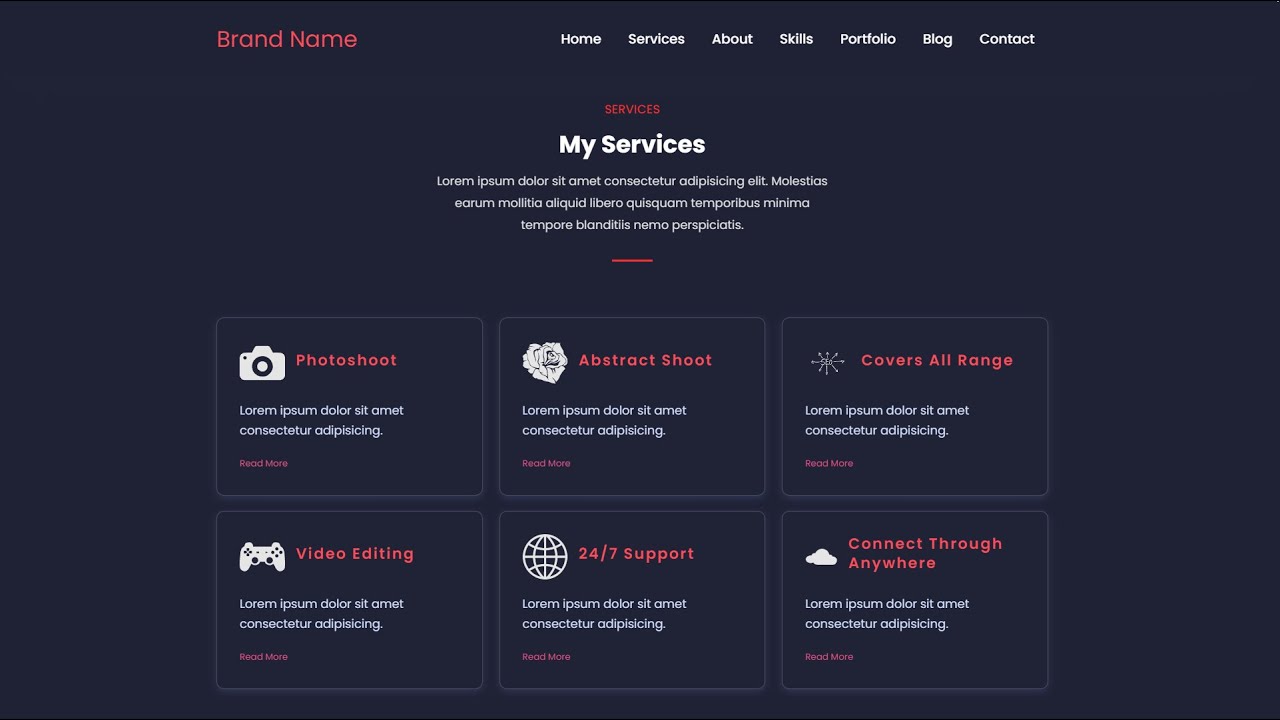 Brand Name
Home Services About Skills Portfolio Blog Contact
SERVICES
My Services
Lorem ipsum dolor sit amet consectetur adipisicing elit. Molestias
earum mollitia aliquid libero quisquam temporibus minima
tempore blanditiis nemo perspiciatis.
Photoshoot
Lorem ipsum dolor sit amet
consectetur adipisicing.
Read More
Abstract Shoot
Lorem ipsum dolor sit amet
consectetur adipisicing.
Read More
Covers All Range
Lorem ipsum dolor sit amet
consectetur adipisicing.
Read More
Video Editing
Lorem ipsum dolor sit amet
consectetur adipisicing.
Read More
24/7 Support
Lorem ipsum dolor sit amet
consectetur adipisicing.
Read More
Connect Through
Anywhere
Lorem ipsum dolor sit amet
consectetur adipisicing.
Read More